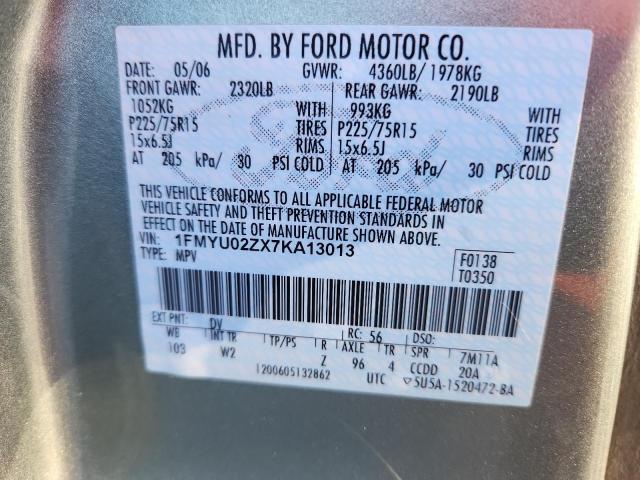 MFD. BY FORD MOTOR CO.
05/06 GVWR: 4360LB/ 1978KG
FRONT GAWR: 2320LB REAR GAWR: 2190LB
1052KG WITH 993KG WITH
P225/75R15 TIRES P225/75R15 TIRES
15x6.5J RIMS 15x6.5J RIMS
AT 205 kPa/ 30 PSI COLD AT 205 kPa/ 30 PSI COLD
THIS VEHICLE CONFORMS TO ALL APPLICABLE FEDERAL MOTOR
VEHICLE SAFETY AND THEFT PREVENTION STANDARDS IN
EFFECT ON THE DATE OF MANUFACTURE SHOWN ABOVE.
VIN: 1FMYU02ZX7KA13013 F0138
TYPE: MPV T0350
EXT PNT: DV RC: 56 DSO:
WB INT TR TP/PS R AXLE TR SPR 7M11A
103 W2 Z 96 4 CCDD 20A
1200605132862 UTC ▽5U5A-1520472-BA
Ford